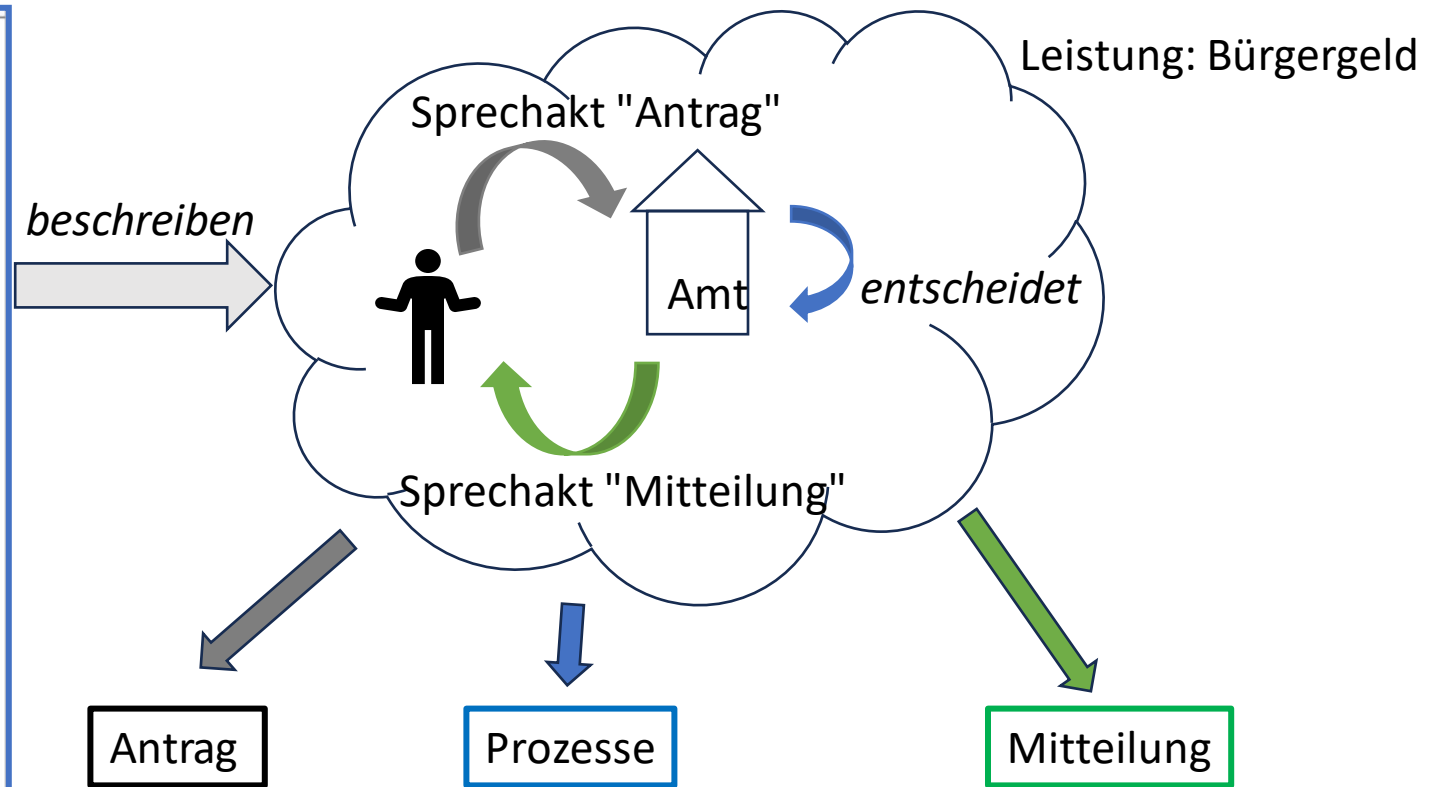 Leistung: Bürgergeld
Sprechakt "Antrag"
beschreiben
Amt
entscheidet
Sprechakt "Mitteilung"
Antrag
Prozesse
Mitteilung